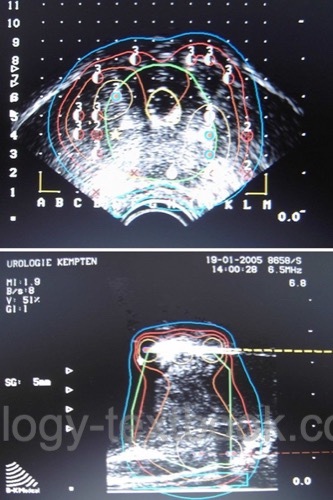 11
10
9
8
7
6
5
4
3
2
1
A B C D E F G H I J K L M
0.0
UROLOGIE KEMPTEN
19-01-2005 8658/S
14:00:28 6.5MHz
MI:1.9
B/s:8
V: 51%
GI:1
6.8
SG: 5mm
logy-textbook.com
0.0
B-K Medical